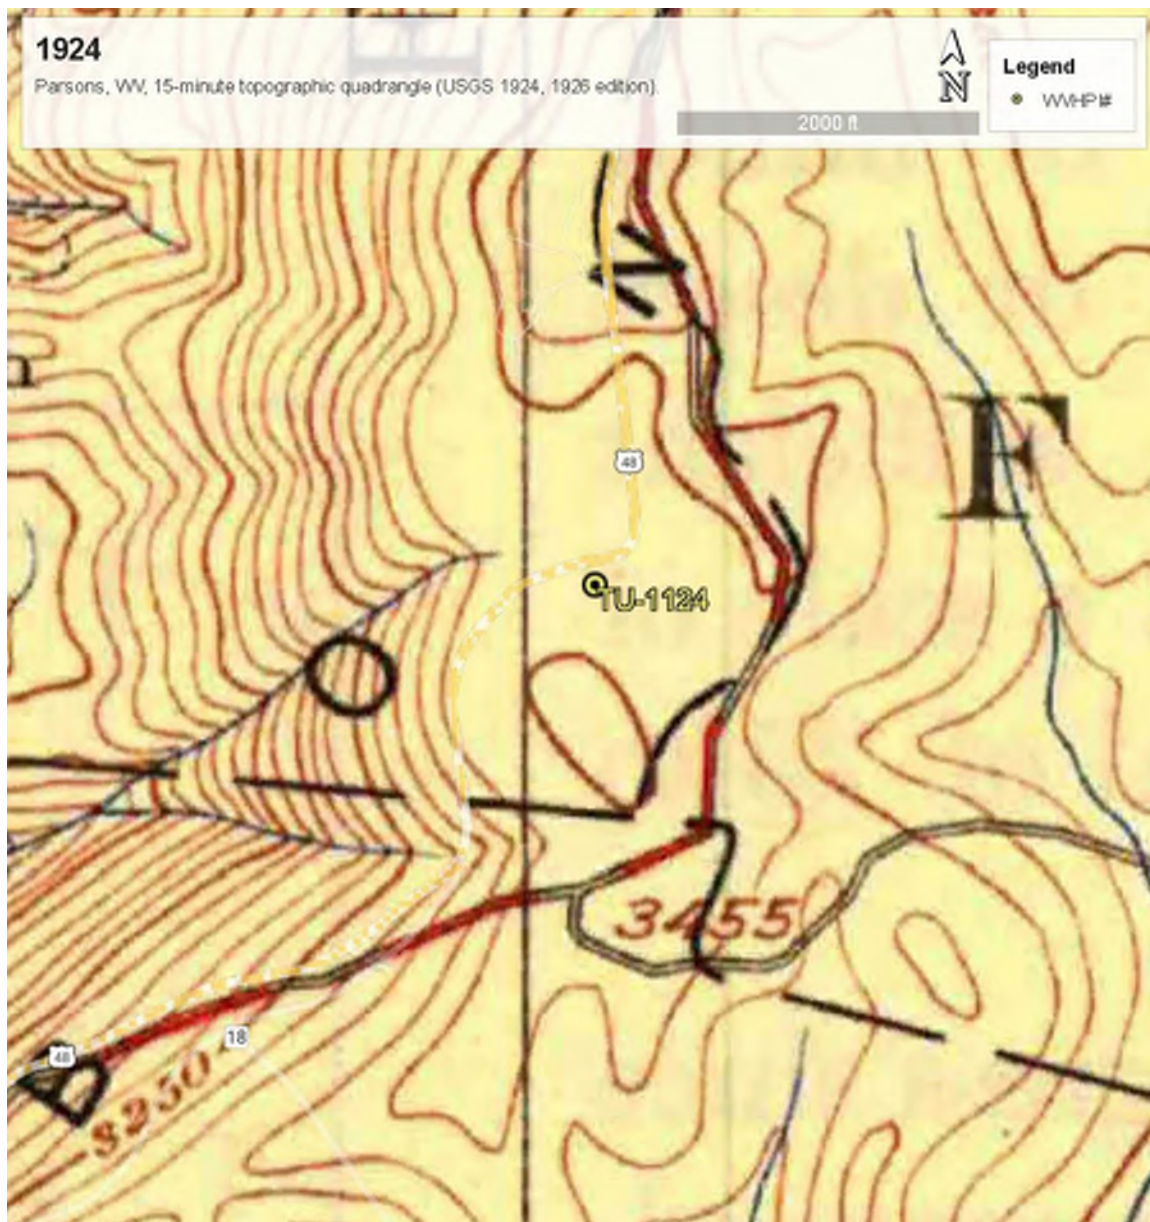 1924
Parsons, WV, 15-minute topographic quadrangle (USGS 1924, 1926 edition).
N
2000 ft
Legend
WVHPI#
N
n
F
48
TU-1124
O
3455
18
48
B
3250